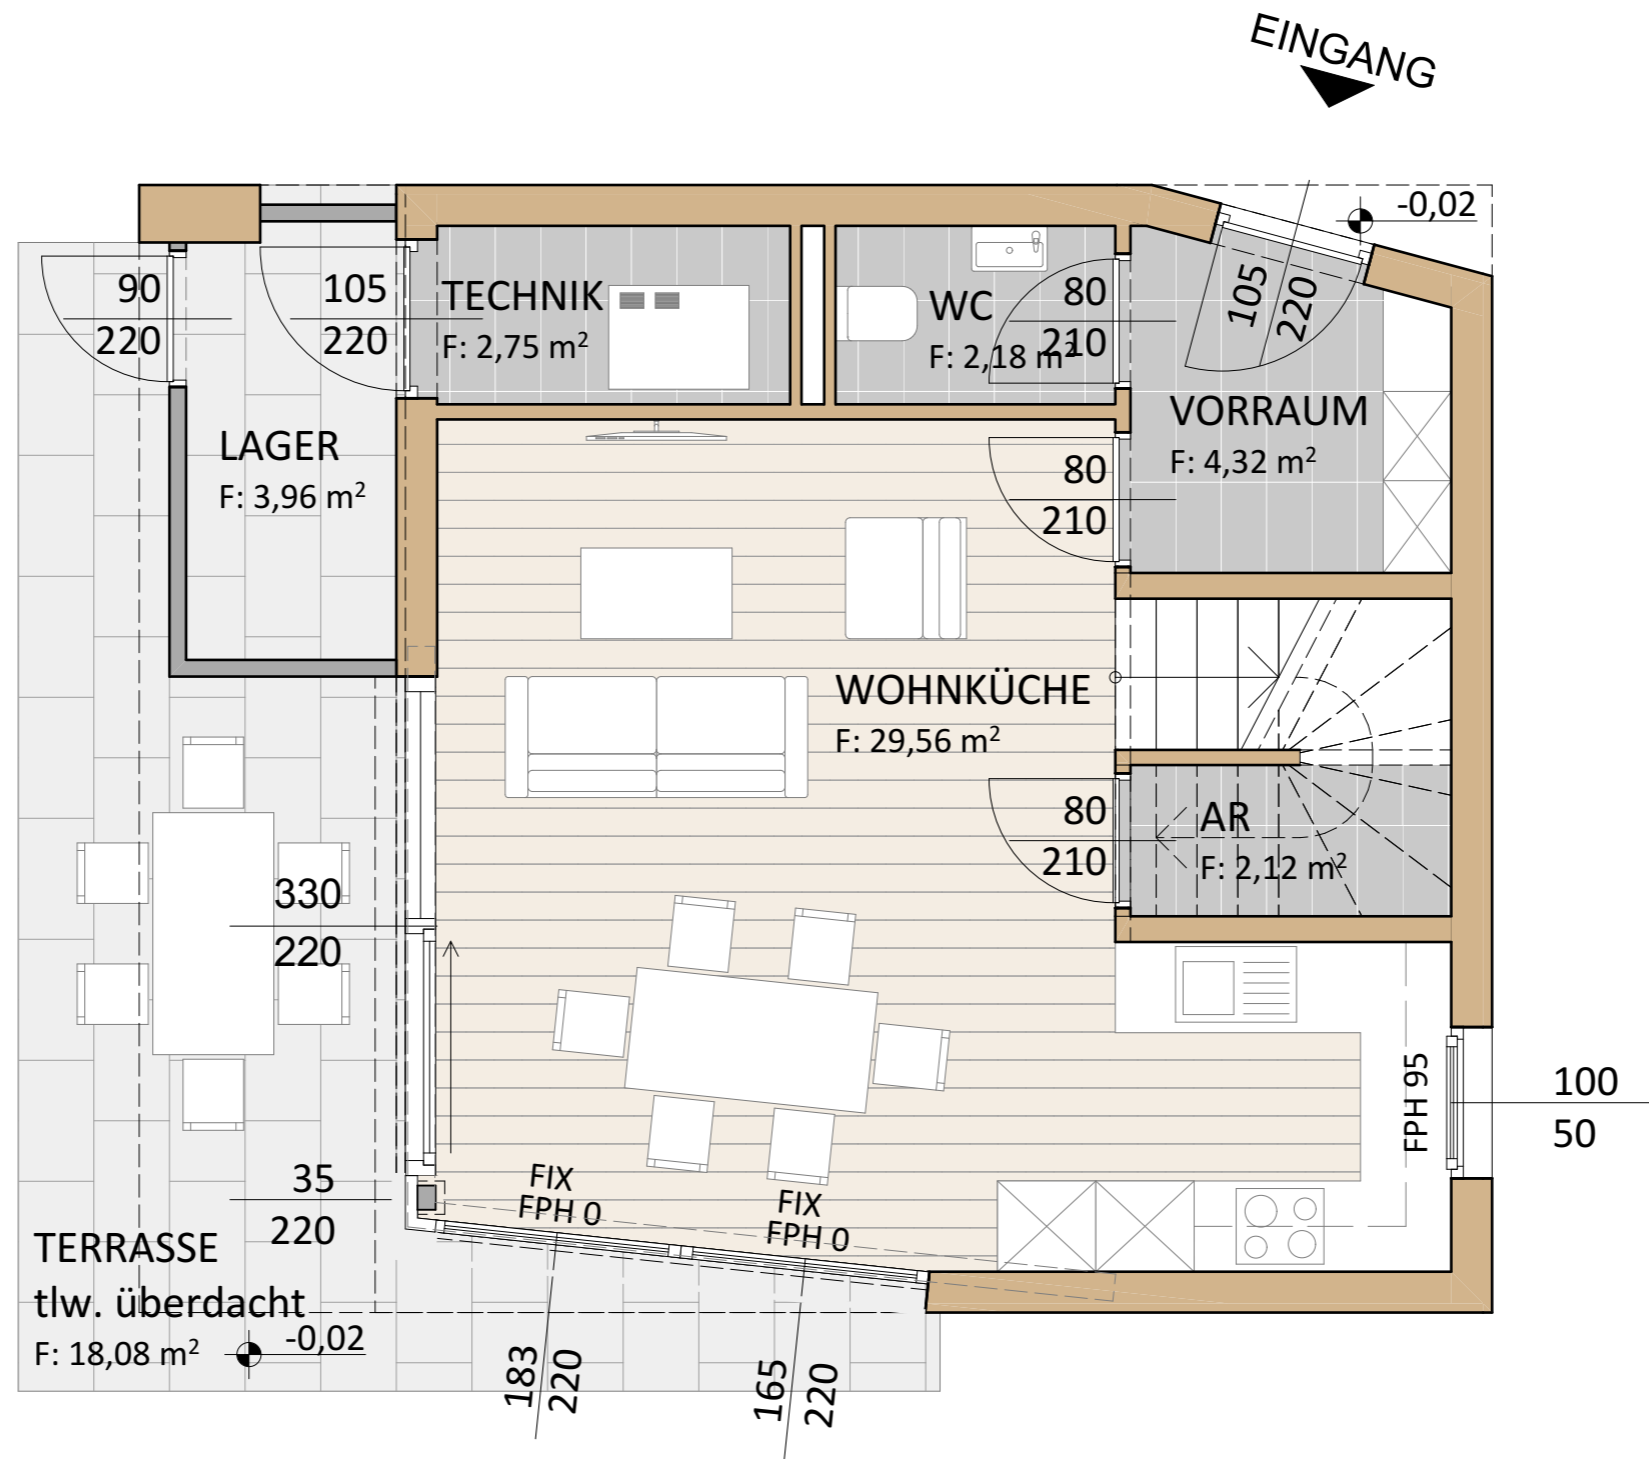 EINGANG
-0,02
90
220
105
220
TECHNIK
F: 2,75 m²
WC
F: 2,18 m²
80
210
105
220
LAGER
F: 3,96 m²
VORRAUM
F: 4,32 m²
80
210
WOHNKÜCHE
F: 29,56 m²
80
210
AR
F: 2,12 m²
330
220
FPH 95
100
50
35
220
FIX
FPH 0
FIX
FPH 0
TERRASSE
tlw. überdacht
F: 18,08 m²
-0,02
183
220
165
220